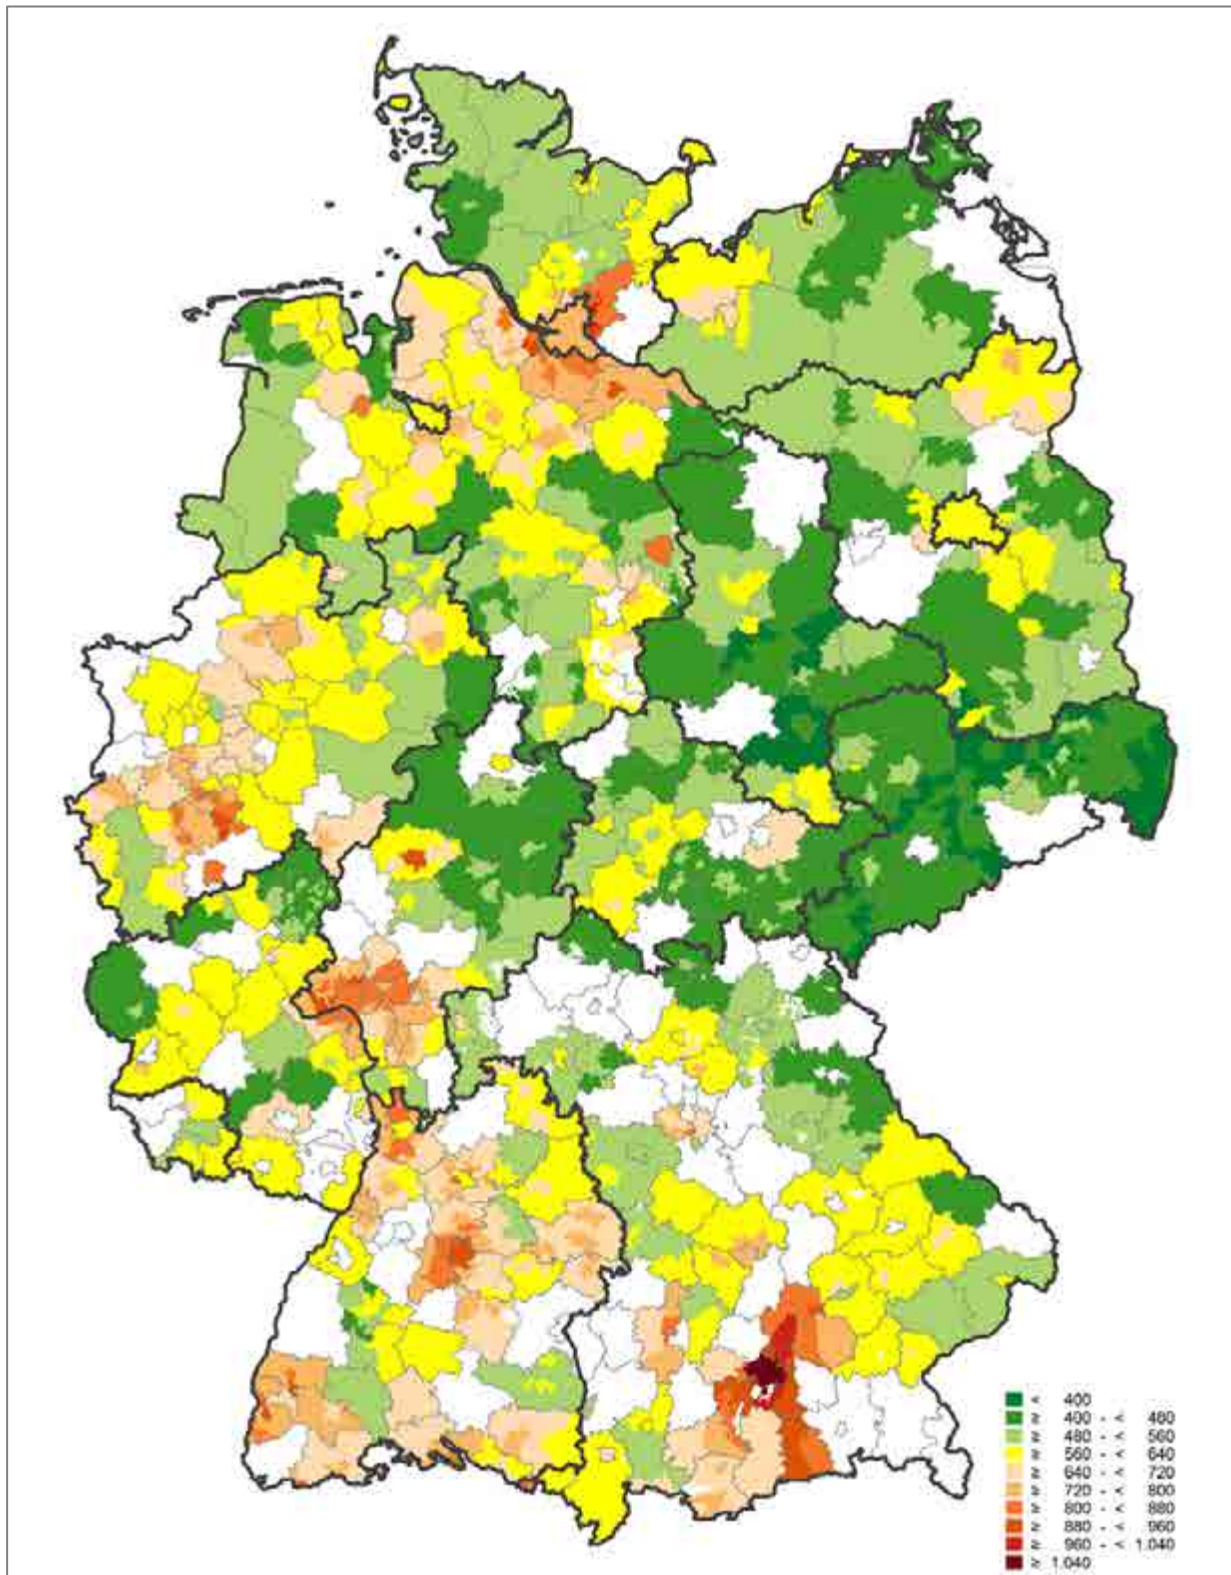 < 400
≥ 400 - < 480
≥ 480 - < 560
≥ 560 - < 640
≥ 640 - < 720
≥ 720 - < 800
≥ 800 - < 880
≥ 880 - < 960
≥ 960 - < 1.040
≥ 1.040